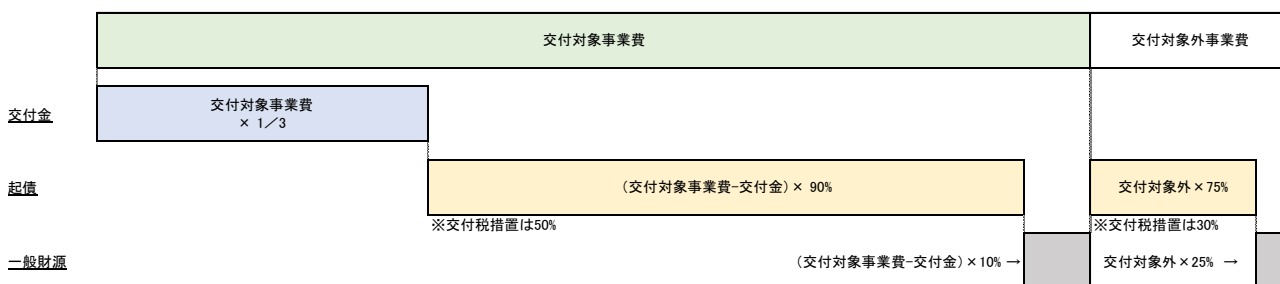 交付対象事業費
交付対象外事業費
交付金
交付対象事業費
× 1／3
起債
(交付対象事業費-交付金)× 90%
交付対象外×75%
※交付税措置は50%
※交付税措置は30%
一般財源
(交付対象事業費-交付金)×10% →
交付対象外×25% →